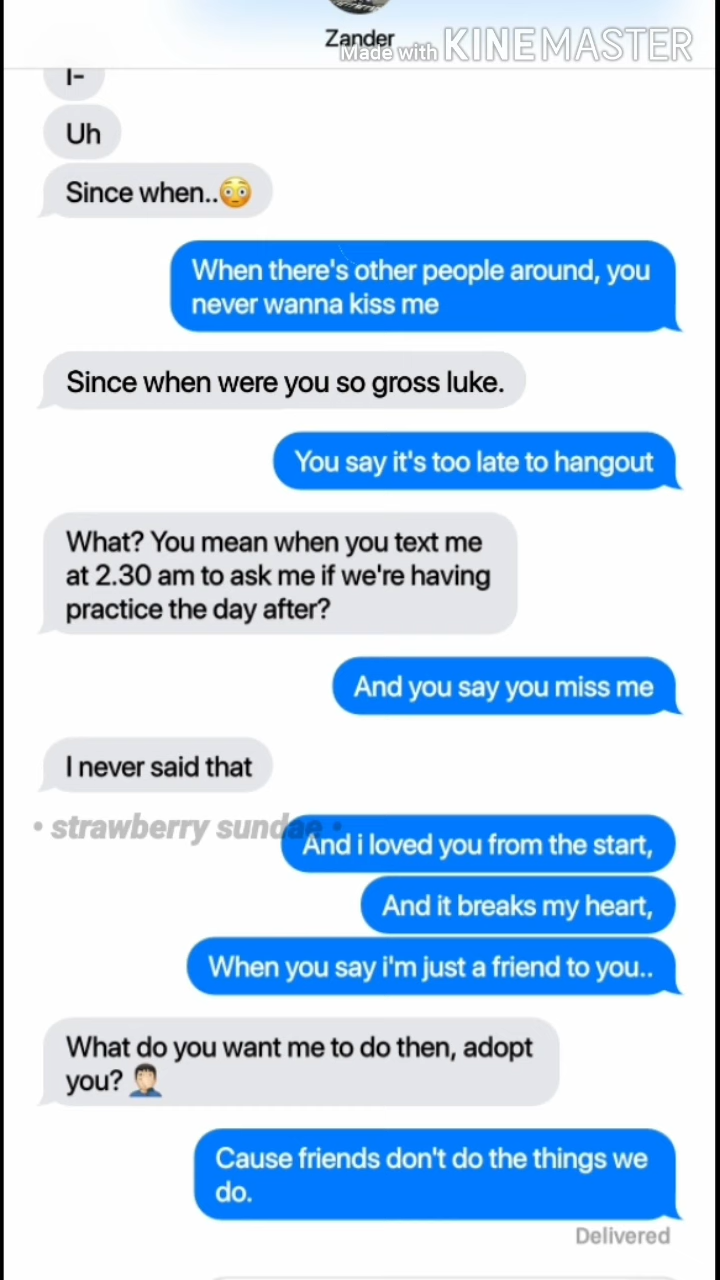 Zander
Made with KINEMASTER
I-
Uh
Since when..😳
When there's other people around, you
never wanna kiss me
Since when were you so gross luke.
You say it's too late to hangout
What? You mean when you text me
at 2.30 am to ask me if we're having
practice the day after?
And you say you miss me
I never said that
• strawberry sundae •
And i loved you from the start,
And it breaks my heart,
When you say i'm just a friend to you..
What do you want me to do then, adopt
you? 🤦🏻‍♂️
Cause friends don't do the things we
do.
Delivered